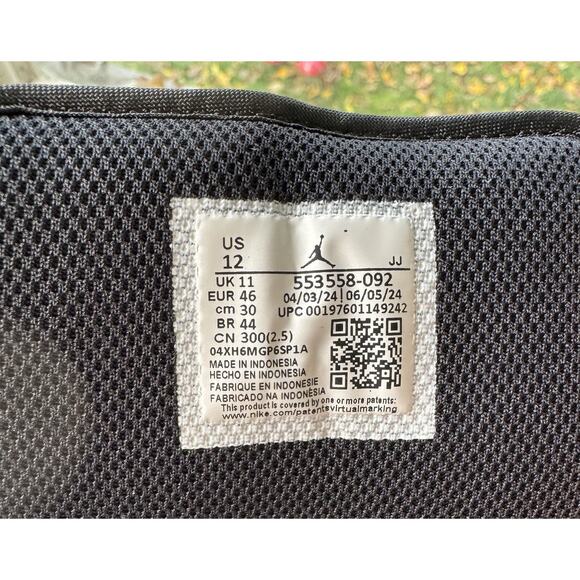 US
12
JJ
UK 11
553558-092
EUR 46
04/03/24 06/05/24
cm 30
UPC 00197601149242
BR 44
CN 300(2.5)
04XH6MGP6SP1A
MADE IN INDONESIA
HECHO EN INDONESIA
FABRIQUE EN INDONESIE
FABRICADO NA INDONESIA
This product is covered by one or more patents:
www.nike.com/patentsvirtualmarking